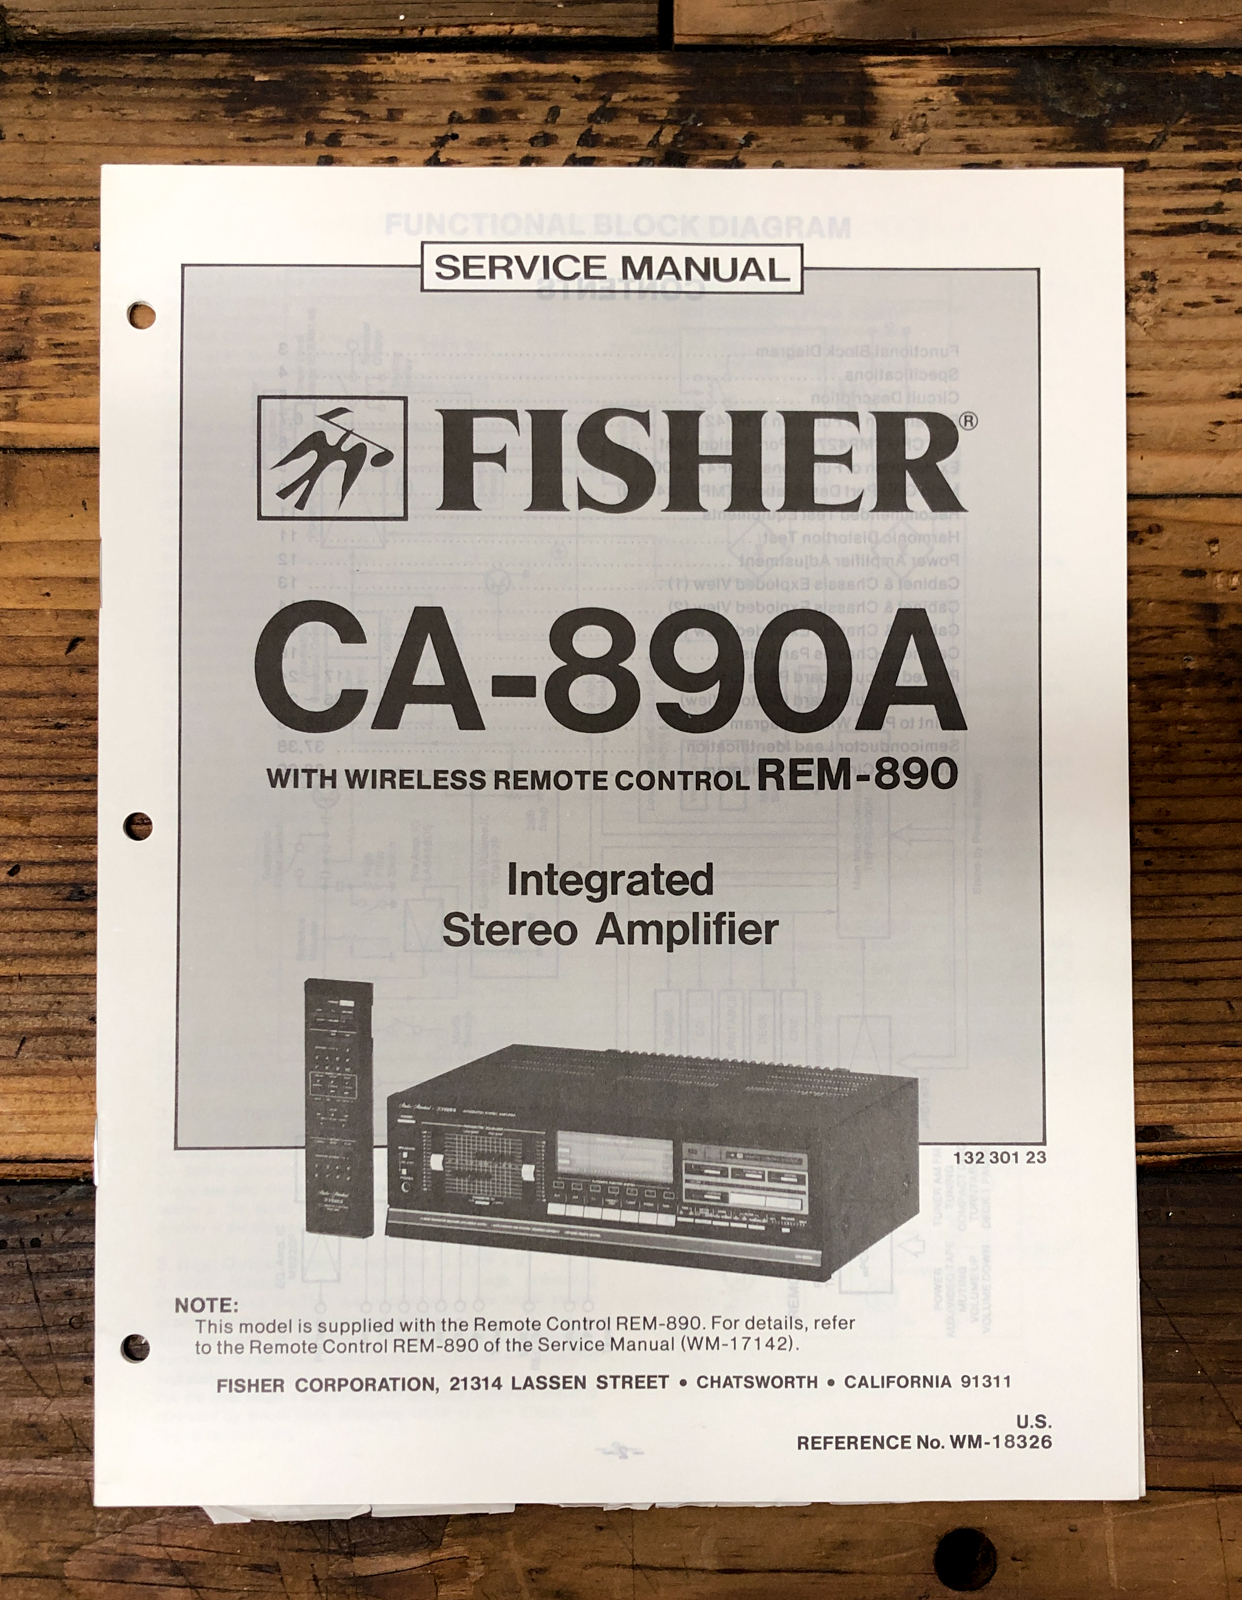 SERVICE MANUAL
FISHER®
CA-890A
WITH WIRELESS REMOTE CONTROL REM-890
Integrated
Stereo Amplifier
132 301 23
NOTE:
This model is supplied with the Remote Control REM-890. For details, refer
to the Remote Control REM-890 of the Service Manual (WM-17142).
FISHER CORPORATION, 21314 LASSEN STREET • CHATSWORTH • CALIFORNIA 91311
U.S.
REFERENCE No. WM-18326